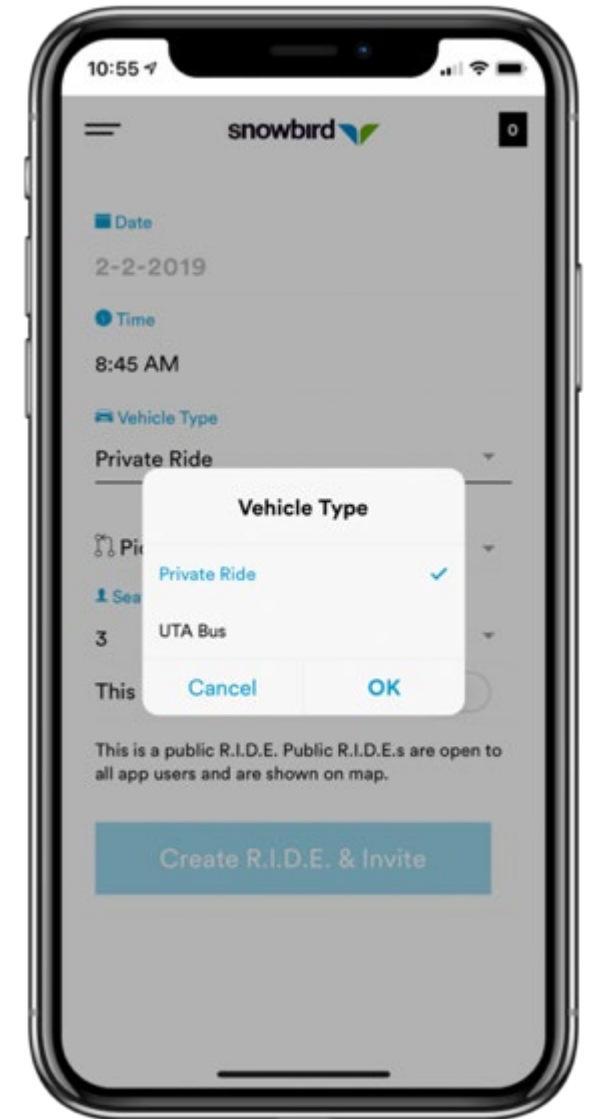 10:55
snowbird
0
Date
2-2-2019
Time
8:45 AM
Vehicle Type
Private Ride
Vehicle Type
Pi
Private Ride
Sea
UTA Bus
3
This
Cancel
OK
This is a public R.I.D.E. Public R.I.D.E.s are open to
all app users and are shown on map.
Create R.I.D.E. & Invite